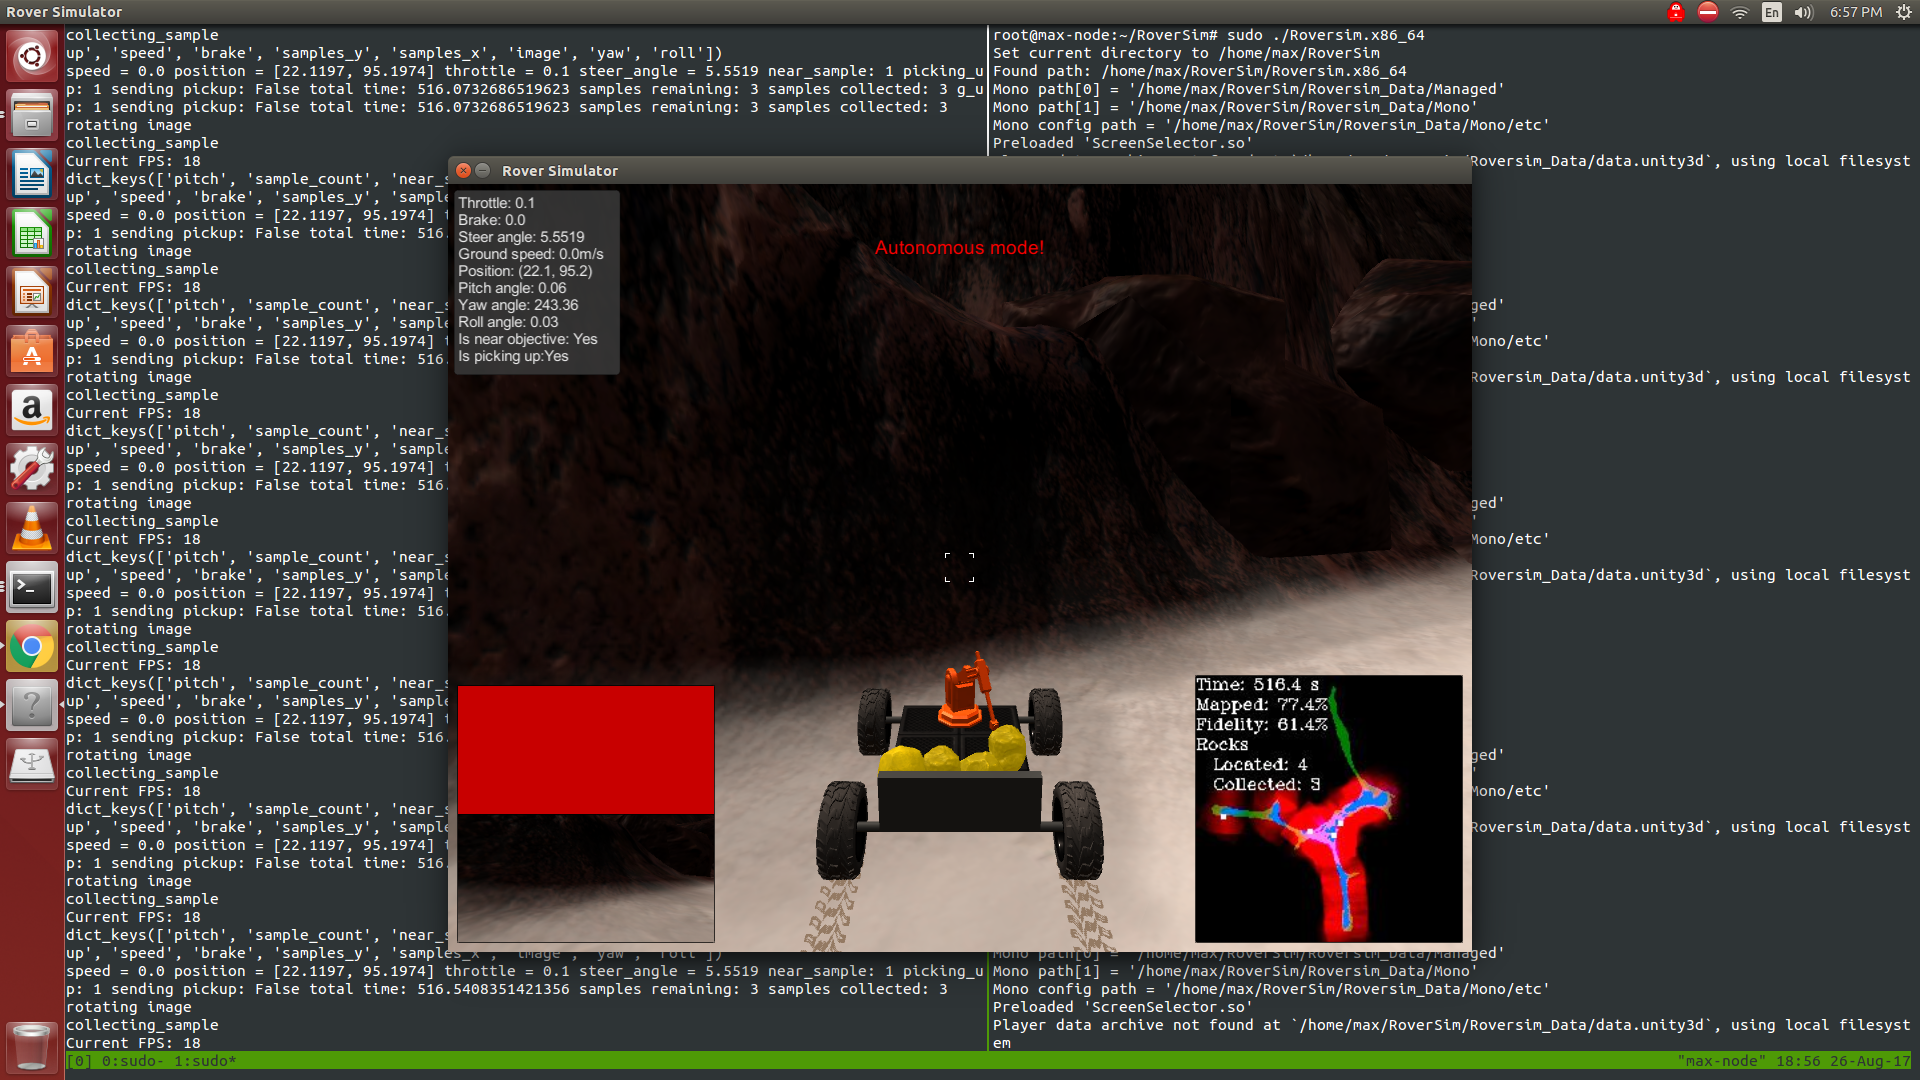 Rover Simulator
En
6:57 PM
collecting_sample
up', 'speed', 'brake', 'samples_y', 'samples_x', 'image', 'yaw', 'roll'])
speed = 0.0 position = [22.1197, 95.1974] throttle = 0.1 steer_angle = 5.5519 near_sample: 1 picking_u
p: 1 sending pickup: False total time: 516.0732686519623 samples remaining: 3 samples collected: 3 g_u
p: 1 sending pickup: False total time: 516.0732686519623 samples remaining: 3 samples collected: 3
rotating image
collecting_sample
Current FPS: 18
dict_keys(['pitch', 'sample_count', 'near_s
up', 'speed', 'brake', 'samples_y', 'sample
speed = 0.0 position = [22.1197, 95.1974] t
p: 1 sending pickup: False total time: 516.
rotating image
collecting_sample
Current FPS: 18
dict_keys(['pitch', 'sample_count', 'near_s
up', 'speed', 'brake', 'samples_y', 'sample
speed = 0.0 position = [22.1197, 95.1974] t
p: 1 sending pickup: False total time: 516.
rotating image
collecting_sample
Current FPS: 18
dict_keys(['pitch', 'sample_count', 'near_s
up', 'speed', 'brake', 'samples_y', 'sample
speed = 0.0 position = [22.1197, 95.1974] t
p: 1 sending pickup: False total time: 516.
rotating image
collecting_sample
Current FPS: 18
dict_keys(['pitch', 'sample_count', 'near_s
up', 'speed', 'brake', 'samples_y', 'sample
speed = 0.0 position = [22.1197, 95.1974] t
p: 1 sending pickup: False total time: 516.
rotating image
collecting_sample
Current FPS: 18
dict_keys(['pitch', 'sample_count', 'near_s
up', 'speed', 'brake', 'samples_y', 'sample
speed = 0.0 position = [22.1197, 95.1974] t
p: 1 sending pickup: False total time: 516.
rotating image
collecting_sample
Current FPS: 18
dict_keys(['pitch', 'sample_count', 'near_s
up', 'speed', 'brake', 'samples_y', 'sample
speed = 0.0 position = [22.1197, 95.1974] t
p: 1 sending pickup: False total time: 516.
rotating image
collecting_sample
Current FPS: 18
dict_keys(['pitch', 'sample_count', 'near_s
up', 'speed', 'brake', 'samples_y', 'samples_x', 'image', 'yaw', 'roll'])
speed = 0.0 position = [22.1197, 95.1974] throttle = 0.1 steer_angle = 5.5519 near_sample: 1 picking_u
p: 1 sending pickup: False total time: 516.5408351421356 samples remaining: 3 samples collected: 3
rotating image
collecting_sample
Current FPS: 18
root@max-node:~/RoverSim# sudo ./Roversim.x86_64
Set current directory to /home/max/RoverSim
Found path: /home/max/RoverSim/Roversim.x86_64
Mono path[0] = '/home/max/RoverSim/Roversim_Data/Managed'
Mono path[1] = '/home/max/RoverSim/Roversim_Data/Mono'
Mono config path = '/home/max/RoverSim/Roversim_Data/Mono/etc'
Preloaded 'ScreenSelector.so'
/Roversim_Data/data.unity3d`, using local filesyst
ged'
'
Mono/etc'
Roversim_Data/data.unity3d`, using local filesyst
ged'
'
Mono/etc'
Roversim_Data/data.unity3d`, using local filesyst
ged'
'
Mono/etc'
Roversim_Data/data.unity3d`, using local filesyst
Mono path[0] = '/home/max/RoverSim/Roversim_Data/Managed'
Mono path[1] = '/home/max/RoverSim/Roversim_Data/Mono'
Mono config path = '/home/max/RoverSim/Roversim_Data/Mono/etc'
Preloaded 'ScreenSelector.so'
Player data archive not found at `/home/max/RoverSim/Roversim_Data/data.unity3d`, using local filesyst
em
Rover Simulator
Throttle: 0.1
Brake: 0.0
Steer angle: 5.5519
Ground speed: 0.0m/s
Position: (22.1, 95.2)
Pitch angle: 0.06
Yaw angle: 243.36
Roll angle: 0.03
Is near objective: Yes
Is picking up:Yes
Autonomous mode!
Time: 516.4 s
Mapped: 77.4%
Fidelity: 61.4%
Rocks
Located: 4
Collected: 3
[0] 0:sudo- 1:sudo*
"max-node" 18:56 26-Aug-17